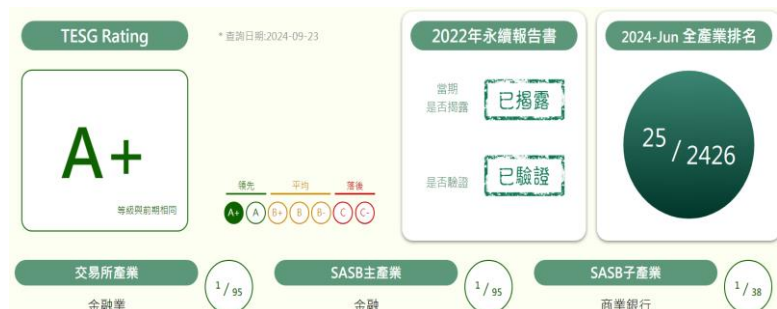 TESG Rating
* 查詢日期:2024-09-23
A+
等級與前期相同
領先 平均 落後
A+ A B+ B B- C C-
2022年永續報告書
當期
是否揭露
已揭露
是否驗證
已驗證
2024-Jun 全產業排名
25 / 2426
交易所產業
1 / 95
金融業
SASB主產業
1 / 95
金融
SASB子產業
1 / 38
商業銀行